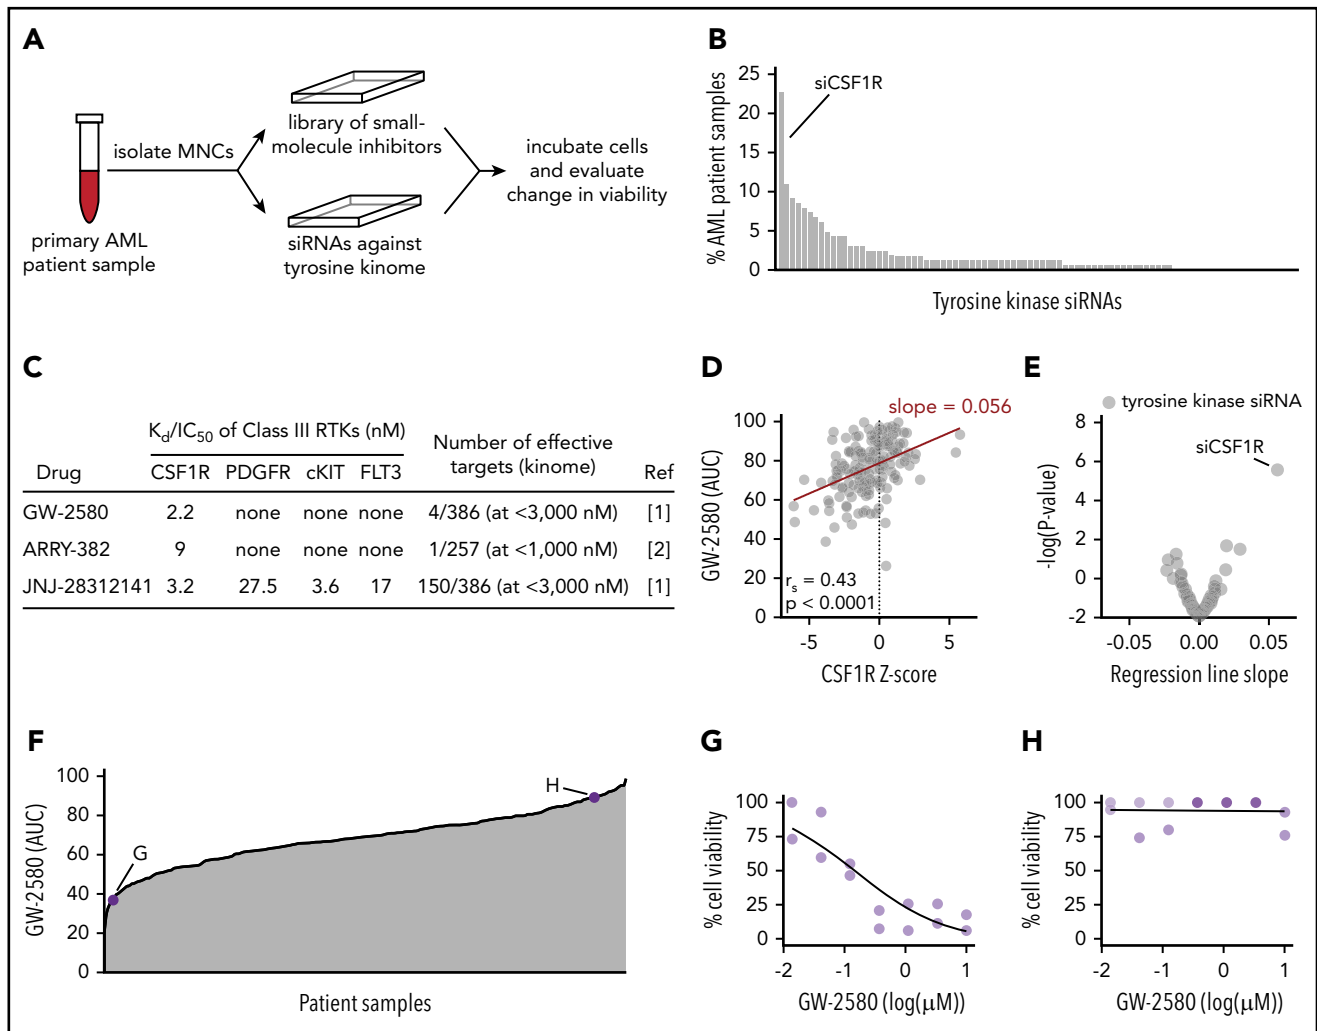 A
isolate MNCs
library of small-
molecule inhibitors
incubate cells
and evaluate
change in viability
primary AML
patient sample
siRNAs against
tyrosine kinome
B
% AML patient samples
25
20
15
10
5
0
siCSF1R
Tyrosine kinase siRNAs
C
Kd/IC50 of Class III RTKs (nM)
Number of effective
targets (kinome)
Drug CSF1R PDGFR cKIT FLT3 Ref
GW-2580 2.2 none none none 4/386 (at <3,000 nM) [1]
ARRY-382 9 none none none 1/257 (at <1,000 nM) [2]
JNJ-28312141 3.2 27.5 3.6 17 150/386 (at <3,000 nM) [1]
D
slope = 0.056
GW-2580 (AUC)
100
80
60
40
20
0
rs = 0.43
p < 0.0001
-5 0 5
CSF1R Z-score
E
tyrosine kinase siRNA
siCSF1R
-log(P-value)
8
6
4
2
0
-2
-0.05 0.00 0.05
Regression line slope
F
GW-2580 (AUC)
100
80
60
40
20
0
G
H
Patient samples
G
% cell viability
100
75
50
25
0
-2 -1 0 1
GW-2580 (log(μM))
H
% cell viability
100
75
50
25
0
-2 -1 0 1
GW-2580 (log(μM))